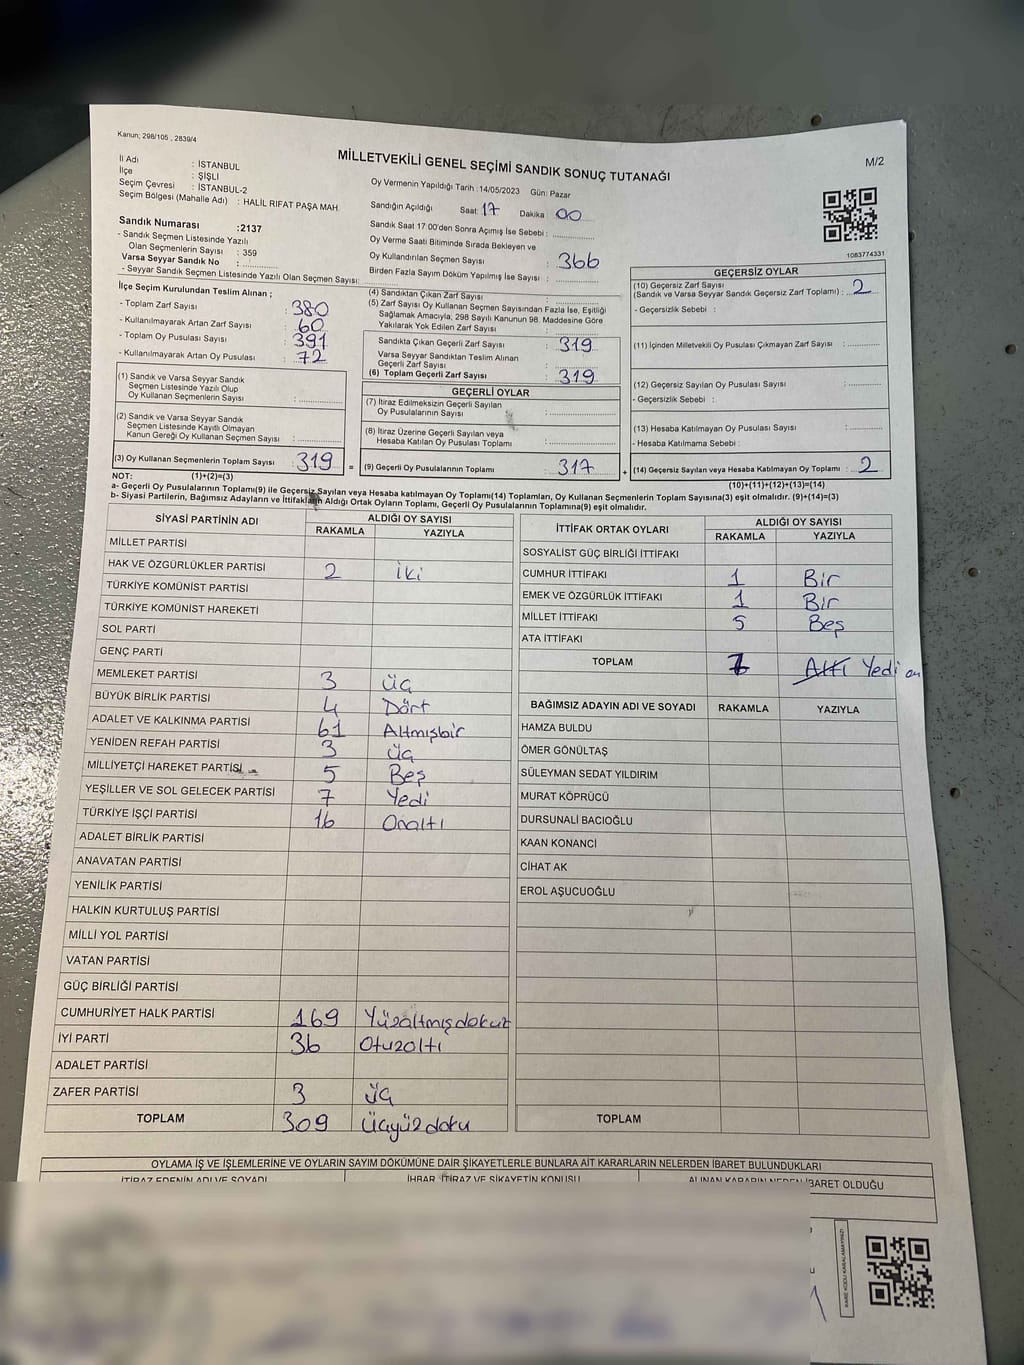 Kanun; 298/105 , 2839/4
MİLLETVEKİLİ GENEL SEÇİMİ SANDIK SONUÇ TUTANAĞI
M/2
İl Adı : İSTANBUL
İlçe : ŞİŞLİ
Seçim Çevresi : İSTANBUL-2
Seçim Bölgesi (Mahalle Adı) : HALİL RIFAT PAŞA MAH.
Sandık Numarası :2137
- Sandık Seçmen Listesinde Yazılı
Olan Seçmenlerin Sayısı : 359
Varsa Seyyar Sandık No :
- Seyyar Sandık Seçmen Listesinde Yazılı Olan Seçmen Sayısı:
Oy Vermenin Yapıldığı Tarih :14/05/2023 Gün: Pazar
Sandığın Açıldığı Saat: 17 Dakika 00
Sandık Saat 17:00'den Sonra Açımış İse Sebebi :
Oy Verme Saati Bitiminde Sırada Bekleyen ve
Oy Kullandırılan Seçmen Sayısı : 366
Birden Fazla Sayım Döküm Yapılmış İse Sayısı :
1083774331
İlçe Seçim Kurulundan Teslim Alınan ;
- Toplam Zarf Sayısı : 380
- Kullanılmayarak Artan Zarf Sayısı : 60
- Toplam Oy Pusulası Sayısı : 391
- Kullanılmayarak Artan Oy Pusulası : 72
(1) Sandık ve Varsa Seyyar Sandık
Seçmen Listesinde Yazılı Olup
Oy Kullanan Seçmenlerin Sayısı :
(2) Sandık ve Varsa Seyyar Sandık
Seçmen Listesinde Kayıtlı Olmayan
Kanun Gereği Oy Kullanan Seçmen Sayısı :
(3) Oy Kullanan Seçmenlerin Toplam Sayısı : 319 =
(4) Sandıktan Çıkan Zarf Sayısı :
(5) Zarf Sayısı Oy Kullanan Seçmen Sayısından Fazla İse, Eşitliği
Sağlamak Amacıyla, 298 Sayılı Kanunun 98. Maddesine Göre
Yakılarak Yok Edilen Zarf Sayısı :
Sandıkta Çıkan Geçerli Zarf Sayısı : 319
Varsa Seyyar Sandıktan Teslim Alınan
Geçerli Zarf Sayısı :
(6) Toplam Geçerli Zarf Sayısı : 319
GEÇERLİ OYLAR
(7) İtiraz Edilmeksizin Geçerli Sayılan
Oy Pusulalarının Sayısı :
(8) İtiraz Üzerine Geçerli Sayılan veya
Hesaba Katılan Oy Pusulası Toplamı :
(9) Geçerli Oy Pusulalarının Toplamı : 317 +
GEÇERSİZ OYLAR
(10) Geçersiz Zarf Sayısı
(Sandık ve Varsa Seyyar Sandık Geçersiz Zarf Toplamı) : 2
- Geçersizlik Sebebi :
(11) İçinden Milletvekili Oy Pusulası Çıkmayan Zarf Sayısı :
(12) Geçersiz Sayılan Oy Pusulası Sayısı :
- Geçersizlik Sebebi :
(13) Hesaba Katılmayan Oy Pusulası Sayısı :
- Hesaba Katılmama Sebebi :
(14) Geçersiz Sayılan veya Hesaba Katılmayan Oy Toplamı : 2
NOT: (1)+(2)=(3)
(10)+(11)+(12)+(13)=(14)
a- Geçerli Oy Pusulalarının Toplamı(9) ile Geçersiz Sayılan veya Hesaba katılmayan Oy Toplamı(14) Toplamları, Oy Kullanan Seçmenlerin Toplam Sayısına(3) eşit olmalıdır. (9)+(14)=(3)
b- Siyasi Partilerin, Bağımsız Adayların ve İttifakların Aldığı Ortak Oyların Toplamı, Geçerli Oy Pusulalarının Toplamına(9) eşit olmalıdır.
SİYASİ PARTİNİN ADI ALDIĞI OY SAYISI
RAKAMLA YAZIYLA
MİLLET PARTİSİ
HAK VE ÖZGÜRLÜKLER PARTİSİ 2 iki
TÜRKİYE KOMÜNİST PARTİSİ
TÜRKİYE KOMÜNİST HAREKETİ
SOL PARTİ
GENÇ PARTİ
MEMLEKET PARTİSİ 3 üç
BÜYÜK BİRLİK PARTİSİ 4 Dört
ADALET VE KALKINMA PARTİSİ 61 Altmışbir
YENİDEN REFAH PARTİSİ 3 üç
MİLLİYETÇİ HAREKET PARTİSİ 5 Beş
YEŞİLLER VE SOL GELECEK PARTİSİ 7 Yedi
TÜRKİYE İŞÇİ PARTİSİ 16 Onaltı
ADALET BİRLİK PARTİSİ
ANAVATAN PARTİSİ
YENİLİK PARTİSİ
HALKIN KURTULUŞ PARTİSİ
MİLLİ YOL PARTİSİ
VATAN PARTİSİ
GÜÇ BİRLİĞİ PARTİSİ
CUMHURİYET HALK PARTİSİ 169 Yüzaltmışdokuz
İYİ PARTİ 36 Otuzaltı
ADALET PARTİSİ
ZAFER PARTİSİ 3 üç
TOPLAM 309 Üçyüzdoku
İTTİFAK ORTAK OYLARI ALDIĞI OY SAYISI
RAKAMLA YAZIYLA
SOSYALİST GÜÇ BİRLİĞİ İTTİFAKI
CUMHUR İTTİFAKI 1 Bir
EMEK VE ÖZGÜRLÜK İTTİFAKI 1 Bir
MİLLET İTTİFAKI 5 Beş
ATA İTTİFAKI
TOPLAM 7 Altı Yedi
BAĞIMSIZ ADAYIN ADI VE SOYADI RAKAMLA YAZIYLA
HAMZA BULDU
ÖMER GÖNÜLTAŞ
SÜLEYMAN SEDAT YILDIRIM
MURAT KÖPRÜCÜ
DURSUNALİ BACIOĞLU
KAAN KONANCİ
CİHAT AK
EROL AŞUCUOĞLU
TOPLAM
OYLAMA İŞ VE İŞLEMLERİNE VE OYLARIN SAYIM DÖKÜMÜNE DAİR ŞİKAYETLERLE BUNLARA AİT KARARLARIN NELERDEN İBARET BULUNDUKLARI
İTİRAZ EDENİN ADI VE SOYADI İHBAR İTİRAZ VE ŞİKAYETİN KONUSU ALINAN KARARIN NEDEN İBARET OLDUĞU